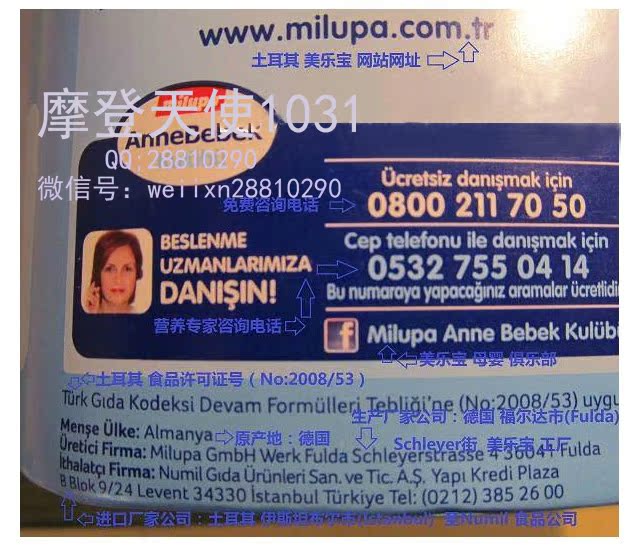 www.milupa.com.tr
土耳其 美乐宝 网站网址
milupa
摩登天使1031
AnneBebek
QQ:28810290
微信号：wellxn28810290
Ücretsiz danışmak için
免费咨询电话
0800 211 70 50
BESLENME
UZMANLARIMIZA
DANIŞIN!
营养专家咨询电话
Cep telefonu ile danışmak için
0532 755 04 14
Bu numaraya yapacağınız aramalar ücretlidi
Milupa Anne Bebek Kulübü
美乐宝 母婴 俱乐部
土耳其 食品许可证号（No:2008/53）
Türk Gıda Kodeksi Devam Formülleri Tebliği'ne (No:2008/53) uygu
生产厂家公司：德国 福尔达市(Fulda)
Menşe Ülke: Almanya
原产地：德国
Schleyer街 美乐宝 工厂
Üretici Firma: Milupa GmbH Werk Fulda Schleyerstrasse 4 36041 Fulda
İthalatçı Firma: Numil Gıda Ürünleri San. ve Tic. A.Ş. Yapı Kredi Plaza
B Blok 9/24 Levent 34330 İstanbul Türkiye Tel: (0212) 385 26 00
进口厂家公司：土耳其 伊斯坦布尔市(Istanbul) Numil 食品公司